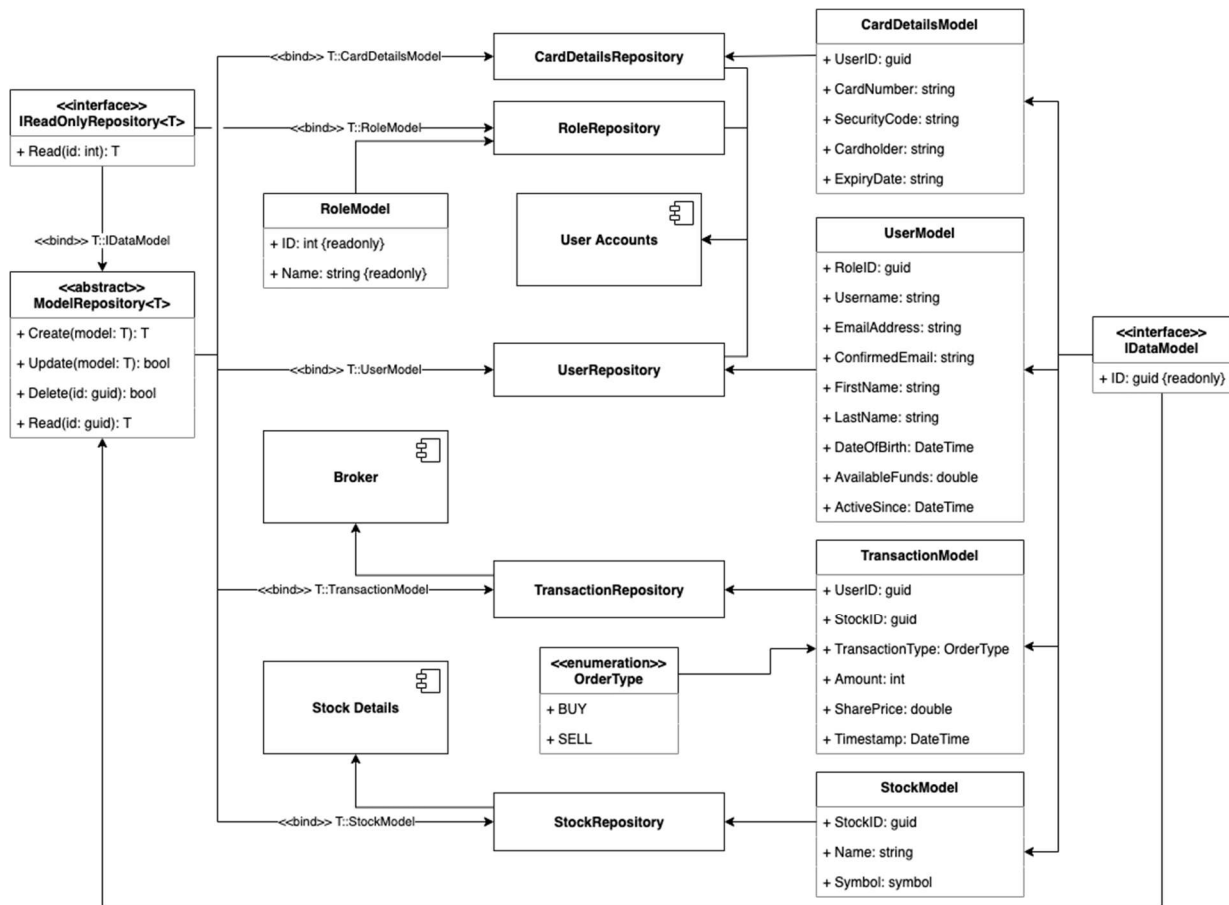 <<interface>>
IReadOnlyRepository<T>
+ Read(id: int): T
<<bind>> T::IDataModel
<<abstract>>
ModelRepository<T>
+ Create(model: T): T
+ Update(model: T): bool
+ Delete(id: guid): bool
+ Read(id: guid): T
<<bind>> T::CardDetailsModel
<<bind>> T::RoleModel
RoleModel
+ ID: int {readonly}
+ Name: string {readonly}
<<bind>> T::UserModel
Broker
<<bind>> T::TransactionModel
Stock Details
<<bind>> T::StockModel
CardDetailsRepository
RoleRepository
User Accounts
UserRepository
TransactionRepository
<<enumeration>>
OrderType
+ BUY
+ SELL
StockRepository
CardDetailsModel
+ UserID: guid
+ CardNumber: string
+ SecurityCode: string
+ Cardholder: string
+ ExpiryDate: string
UserModel
+ RoleID: guid
+ Username: string
+ EmailAddress: string
+ ConfirmedEmail: string
+ FirstName: string
+ LastName: string
+ DateOfBirth: DateTime
+ AvailableFunds: double
+ ActiveSince: DateTime
TransactionModel
+ UserID: guid
+ StockID: guid
+ TransactionType: OrderType
+ Amount: int
+ SharePrice: double
+ Timestamp: DateTime
StockModel
+ StockID: guid
+ Name: string
+ Symbol: symbol
<<interface>>
IDataModel
+ ID: guid {readonly}